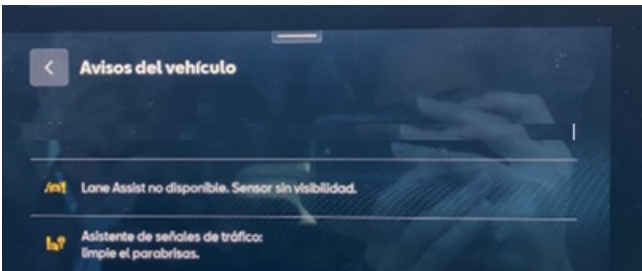 Avisos del vehículo
Lane Assist no disponible. Sensor sin visibilidad.
Asistente de señales de tráfico:
limpie el parabrisas.